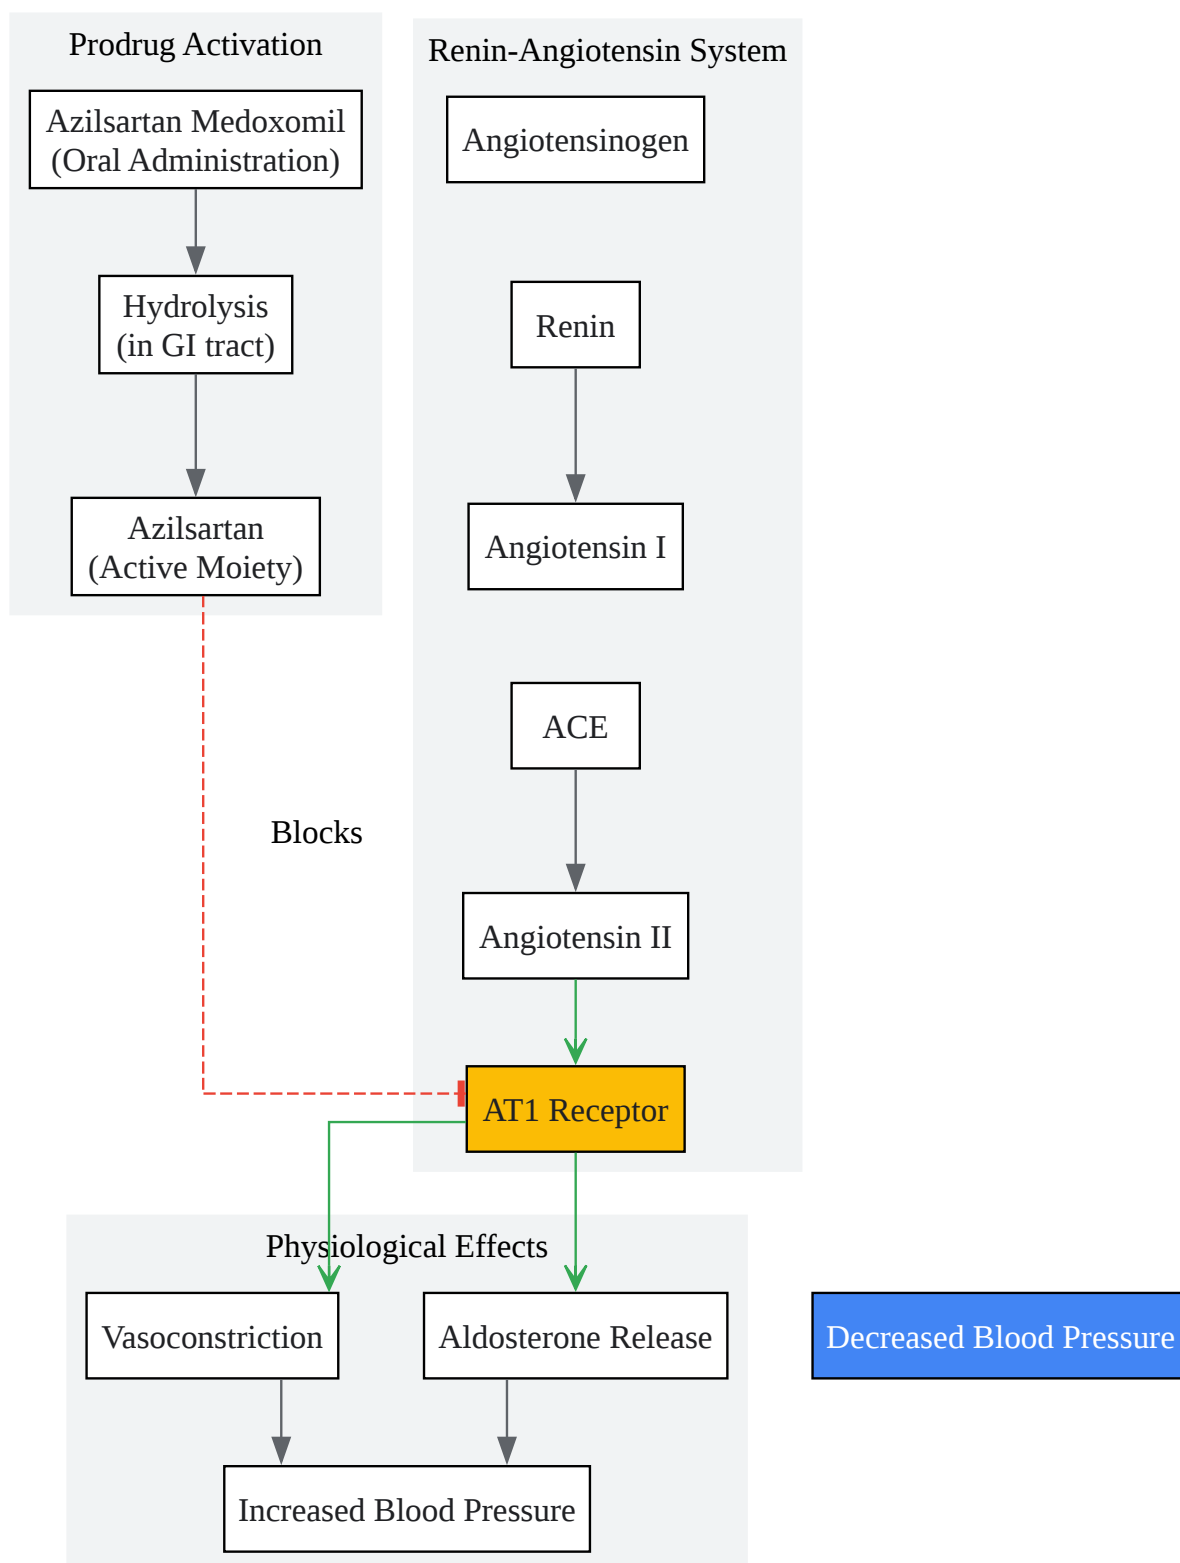 Prodrug Activation
Azilsartan Medoxomil
(Oral Administration)
Hydrolysis
(in GI tract)
Azilsartan
(Active Moiety)
Blocks
Renin-Angiotensin System
Angiotensinogen
Renin
Angiotensin I
ACE
Angiotensin II
AT1 Receptor
Physiological Effects
Vasoconstriction
Aldosterone Release
Increased Blood Pressure
Decreased Blood Pressure